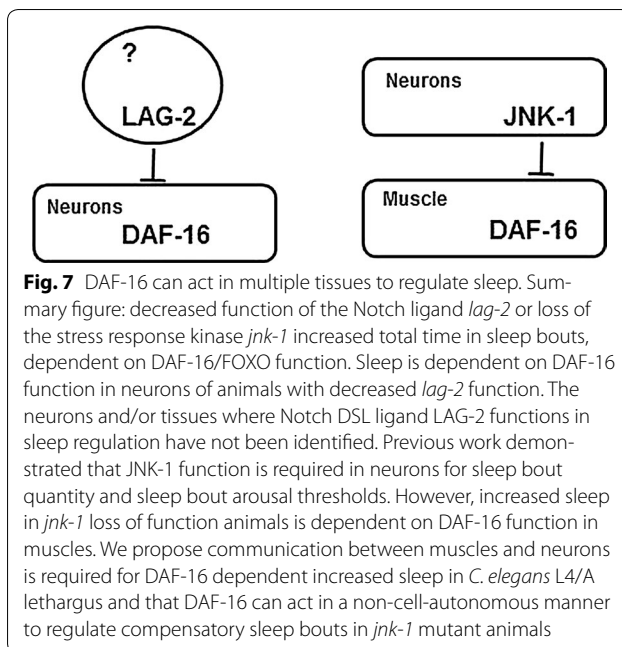 ?
LAG-2
Neurons
DAF-16
Neurons
JNK-1
Muscle
DAF-16
Fig. 7 DAF-16 can act in multiple tissues to regulate sleep. Sum-
mary figure: decreased function of the Notch ligand lag-2 or loss of
the stress response kinase jnk-1 increased total time in sleep bouts,
dependent on DAF-16/FOXO function. Sleep is dependent on DAF-16
function in neurons of animals with decreased lag-2 function. The
neurons and/or tissues where Notch DSL ligand LAG-2 functions in
sleep regulation have not been identified. Previous work demon-
strated that JNK-1 function is required in neurons for sleep bout
quantity and sleep bout arousal thresholds. However, increased sleep
in jnk-1 loss of function animals is dependent on DAF-16 function in
muscles. We propose communication between muscles and neurons
is required for DAF-16 dependent increased sleep in C. elegans L4/A
lethargus and that DAF-16 can act in a non-cell-autonomous manner
to regulate compensatory sleep bouts in jnk-1 mutant animals